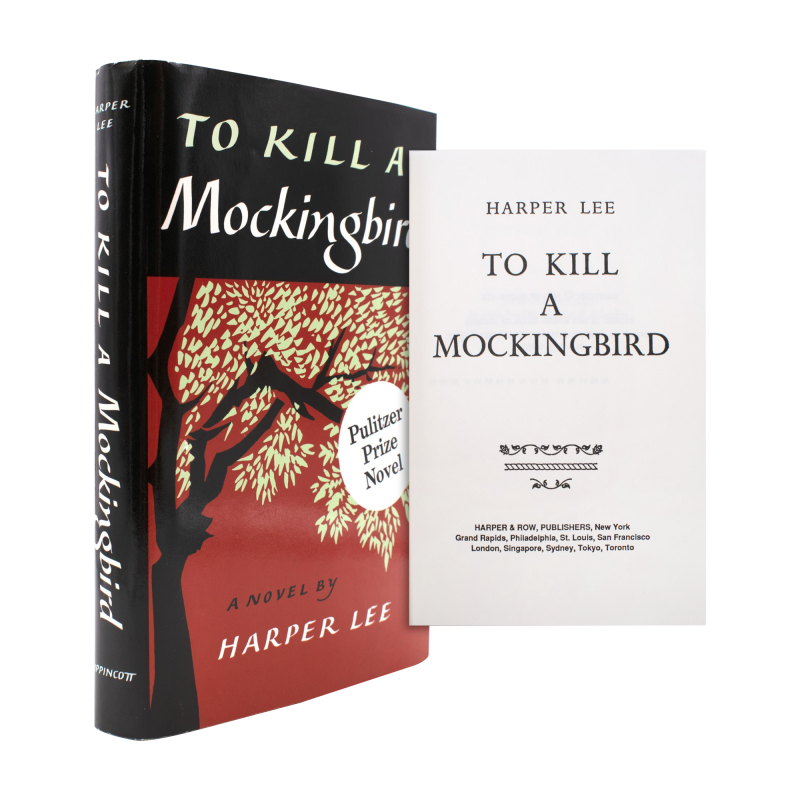 HARPER
LEE
TO KILL A Mockingbird
LIPPINCOTT
TO KILL A
Mockingbird
Pulitzer
Prize
Novel
A NOVEL BY
HARPER LEE
HARPER LEE
TO KILL
A
MOCKINGBIRD
HARPER & ROW, PUBLISHERS, New York
Grand Rapids, Philadelphia, St. Louis, San Francisco
London, Singapore, Sydney, Tokyo, Toronto